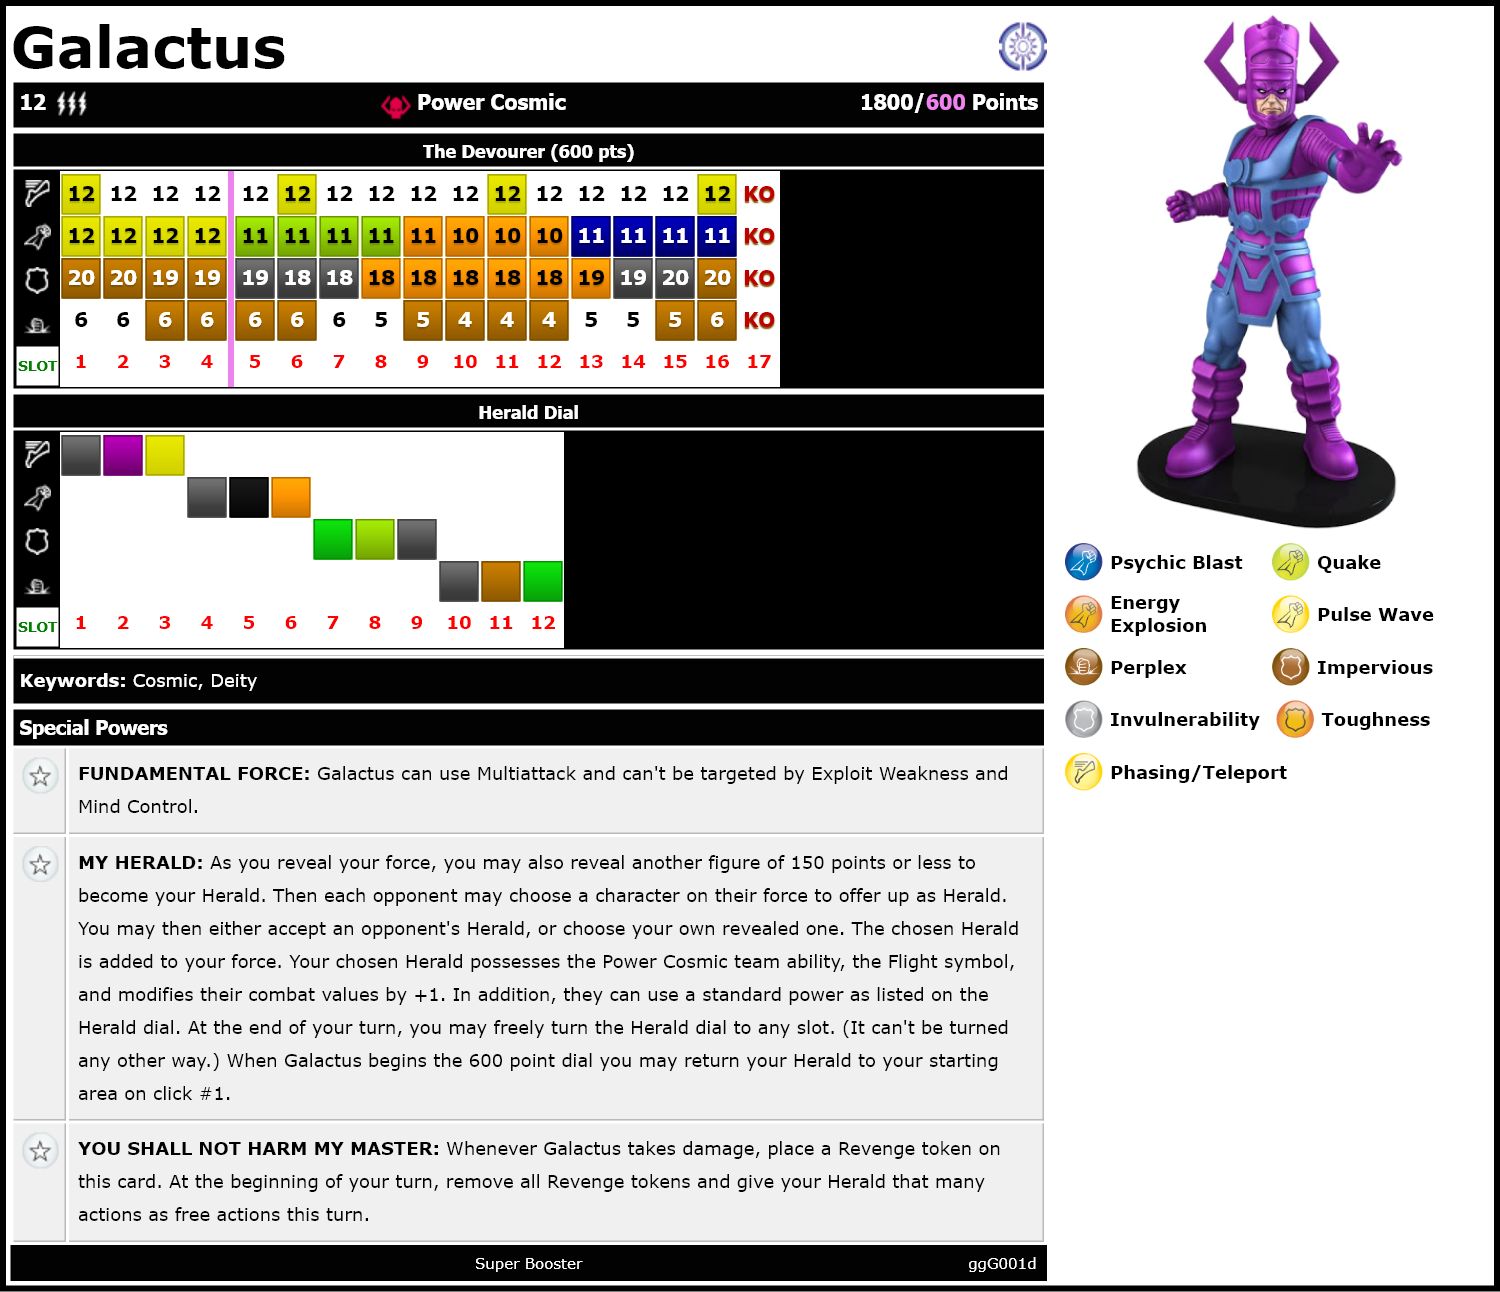 Galactus
12 Power Cosmic 1800/600 Points
The Devourer (600 pts)
12 12 12 12 12 12 12 12 12 12 12 12 12 12 12 12 KO
12 12 12 12 11 11 11 11 11 10 10 10 11 11 11 11 KO
20 20 19 19 19 18 18 18 18 18 18 18 19 19 20 20 KO
6 6 6 6 6 6 6 5 5 4 4 4 5 5 5 6 KO
SLOT 1 2 3 4 5 6 7 8 9 10 11 12 13 14 15 16 17
Herald Dial
SLOT 1 2 3 4 5 6 7 8 9 10 11 12
Keywords: Cosmic, Deity
Special Powers
FUNDAMENTAL FORCE: Galactus can use Multiattack and can't be targeted by Exploit Weakness and
Mind Control.
MY HERALD: As you reveal your force, you may also reveal another figure of 150 points or less to
become your Herald. Then each opponent may choose a character on their force to offer up as Herald.
You may then either accept an opponent's Herald, or choose your own revealed one. The chosen Herald
is added to your force. Your chosen Herald possesses the Power Cosmic team ability, the Flight symbol,
and modifies their combat values by +1. In addition, they can use a standard power as listed on the
Herald dial. At the end of your turn, you may freely turn the Herald dial to any slot. (It can't be turned
any other way.) When Galactus begins the 600 point dial you may return your Herald to your starting
area on click #1.
YOU SHALL NOT HARM MY MASTER: Whenever Galactus takes damage, place a Revenge token on
this card. At the beginning of your turn, remove all Revenge tokens and give your Herald that many
actions as free actions this turn.
Super Booster ggG001d
Psychic Blast Quake
Energy
Explosion Pulse Wave
Perplex Impervious
Invulnerability Toughness
Phasing/Teleport